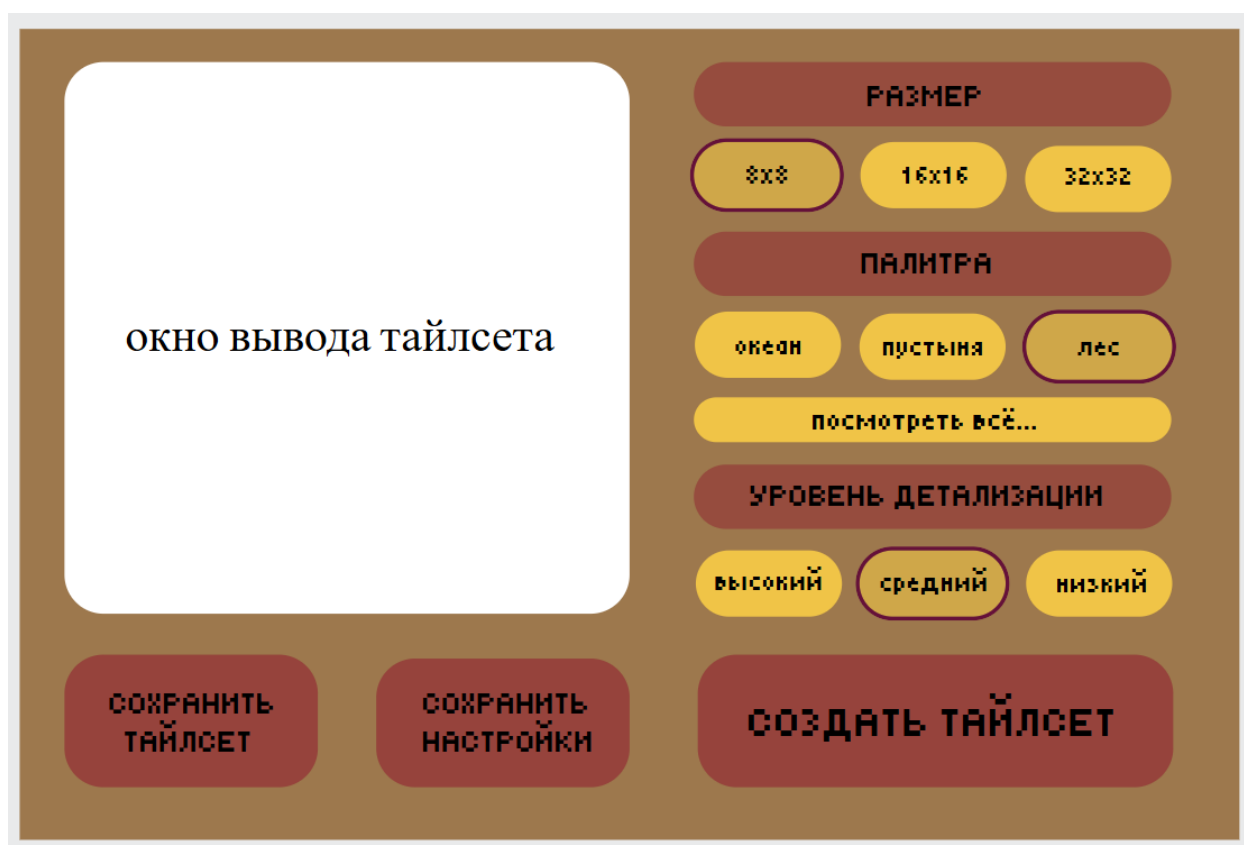 окно вывода тайлсета
РАЗМЕР
8x8 16x16 32x32
ПАЛИТРА
океан пустыня лес
посмотреть всё...
УРОВЕНЬ ДЕТАЛИЗАЦИИ
высокий средний низкий
СОХРАНИТЬ
ТАЙЛСЕТ
СОХРАНИТЬ
НАСТРОЙКИ
СОЗДАТЬ ТАЙЛСЕТ